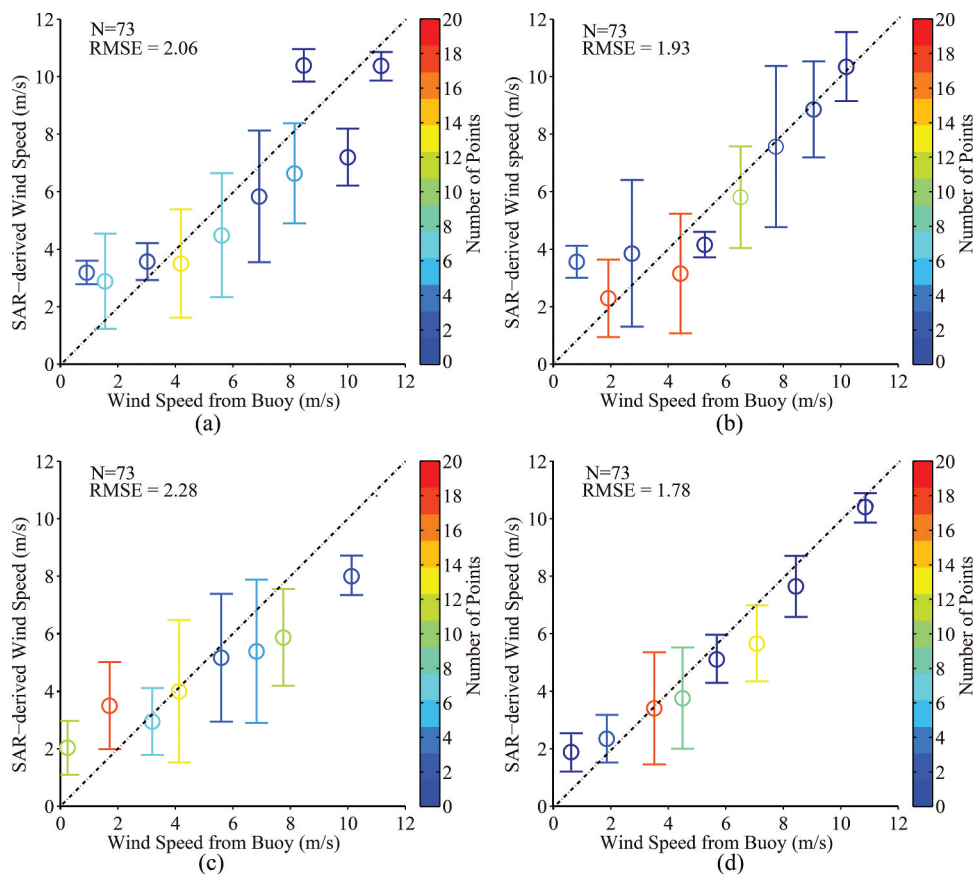 N=73
RMSE = 2.06
SAR-derived Wind Speed (m/s)
12
10
8
6
4
2
0
0 2 4 6 8 10 12
Wind Speed from Buoy (m/s)
20
18
16
14
12
10
8
6
4
2
0
Number of Points
(a)
N=73
RMSE = 1.93
SAR-derived Wind speed (m/s)
12
10
8
6
4
2
0
0 2 4 6 8 10 12
Wind Speed from Buoy (m/s)
20
18
16
14
12
10
8
6
4
2
0
Number of Points
(b)
N=73
RMSE = 2.28
SAR-derived Wind Speed (m/s)
12
10
8
6
4
2
0
0 2 4 6 8 10 12
Wind Speed from Buoy (m/s)
20
18
16
14
12
10
8
6
4
2
0
Number of Points
(c)
N=73
RMSE = 1.78
SAR-derived Wind Speed (m/s)
12
10
8
6
4
2
0
0 2 4 6 8 10 12
Wind Speed from Buoy (m/s)
20
18
16
14
12
10
8
6
4
2
0
Number of Points
(d)